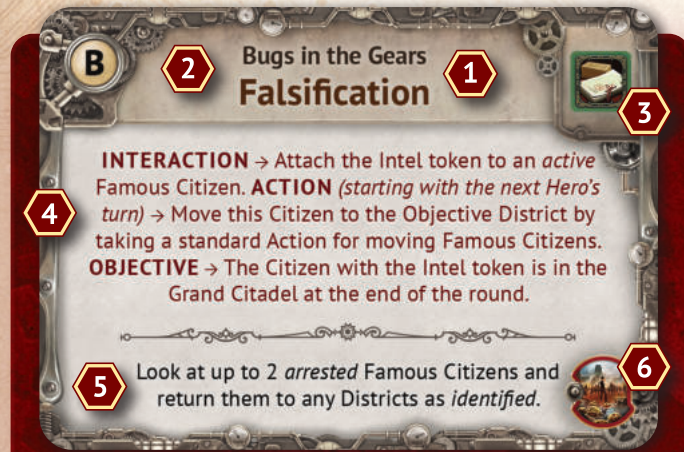 B
2
Bugs in the Gears
1
Falsification
3
INTERACTION → Attach the Intel token to an active
Famous Citizen. ACTION (starting with the next Hero's
4
turn) → Move this Citizen to the Objective District by
taking a standard Action for moving Famous Citizens.
OBJECTIVE → The Citizen with the Intel token is in the
Grand Citadel at the end of the round.
5
Look at up to 2 arrested Famous Citizens and
6
return them to any Districts as identified.